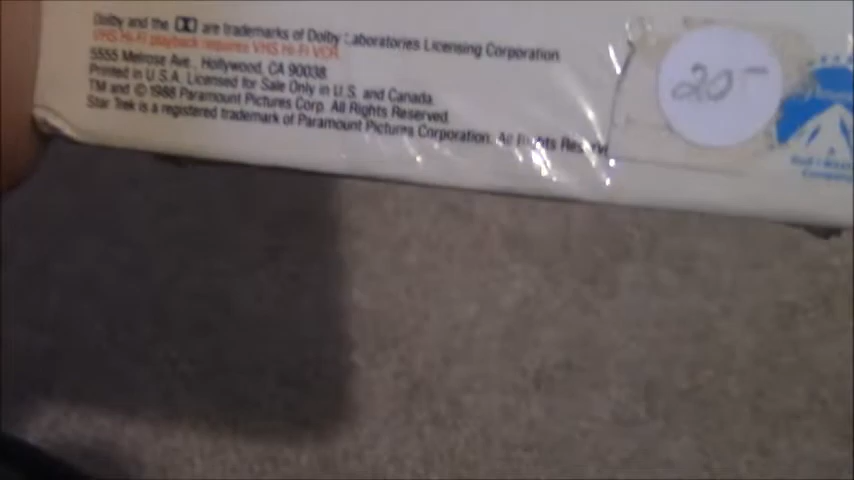 Dolby and the DD are trademarks of Dolby Laboratories Licensing Corporation.
VHS Hi-Fi playback requires VHS Hi-Fi VCR.
5555 Melrose Ave., Hollywood, CA 90038
Printed in U.S.A. Licensed for Sale Only in U.S. and Canada.
TM and © 1988 Paramount Pictures Corp. All Rights Reserved.
Star Trek is a registered trademark of Paramount Pictures Corporation. All Rights Reserved
20-
Company